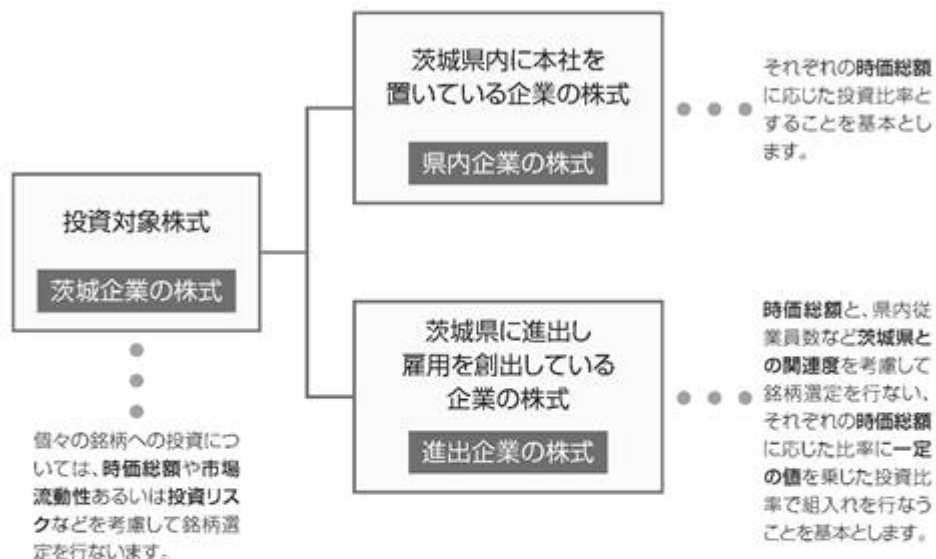 茨城県内に本社を
置いている企業の株式
県内企業の株式
それぞれの時価総額
に応じた投資比率と
することを基本とし
ます。
投資対象株式
茨城企業の株式
個々の銘柄への投資につ
いては、時価総額や市場
流動性あるいは投資リス
クなどを考慮して銘柄選
定を行ないます。
茨城県に進出し
雇用を創出している
企業の株式
進出企業の株式
時価総額と、県内従
業員数など茨城県と
の関連度を考慮して
銘柄選定を行ない、
それぞれの時価総額
に応じた比率に一定
の値を乗じた投資比
率で組入れを行なう
ことを基本とします。